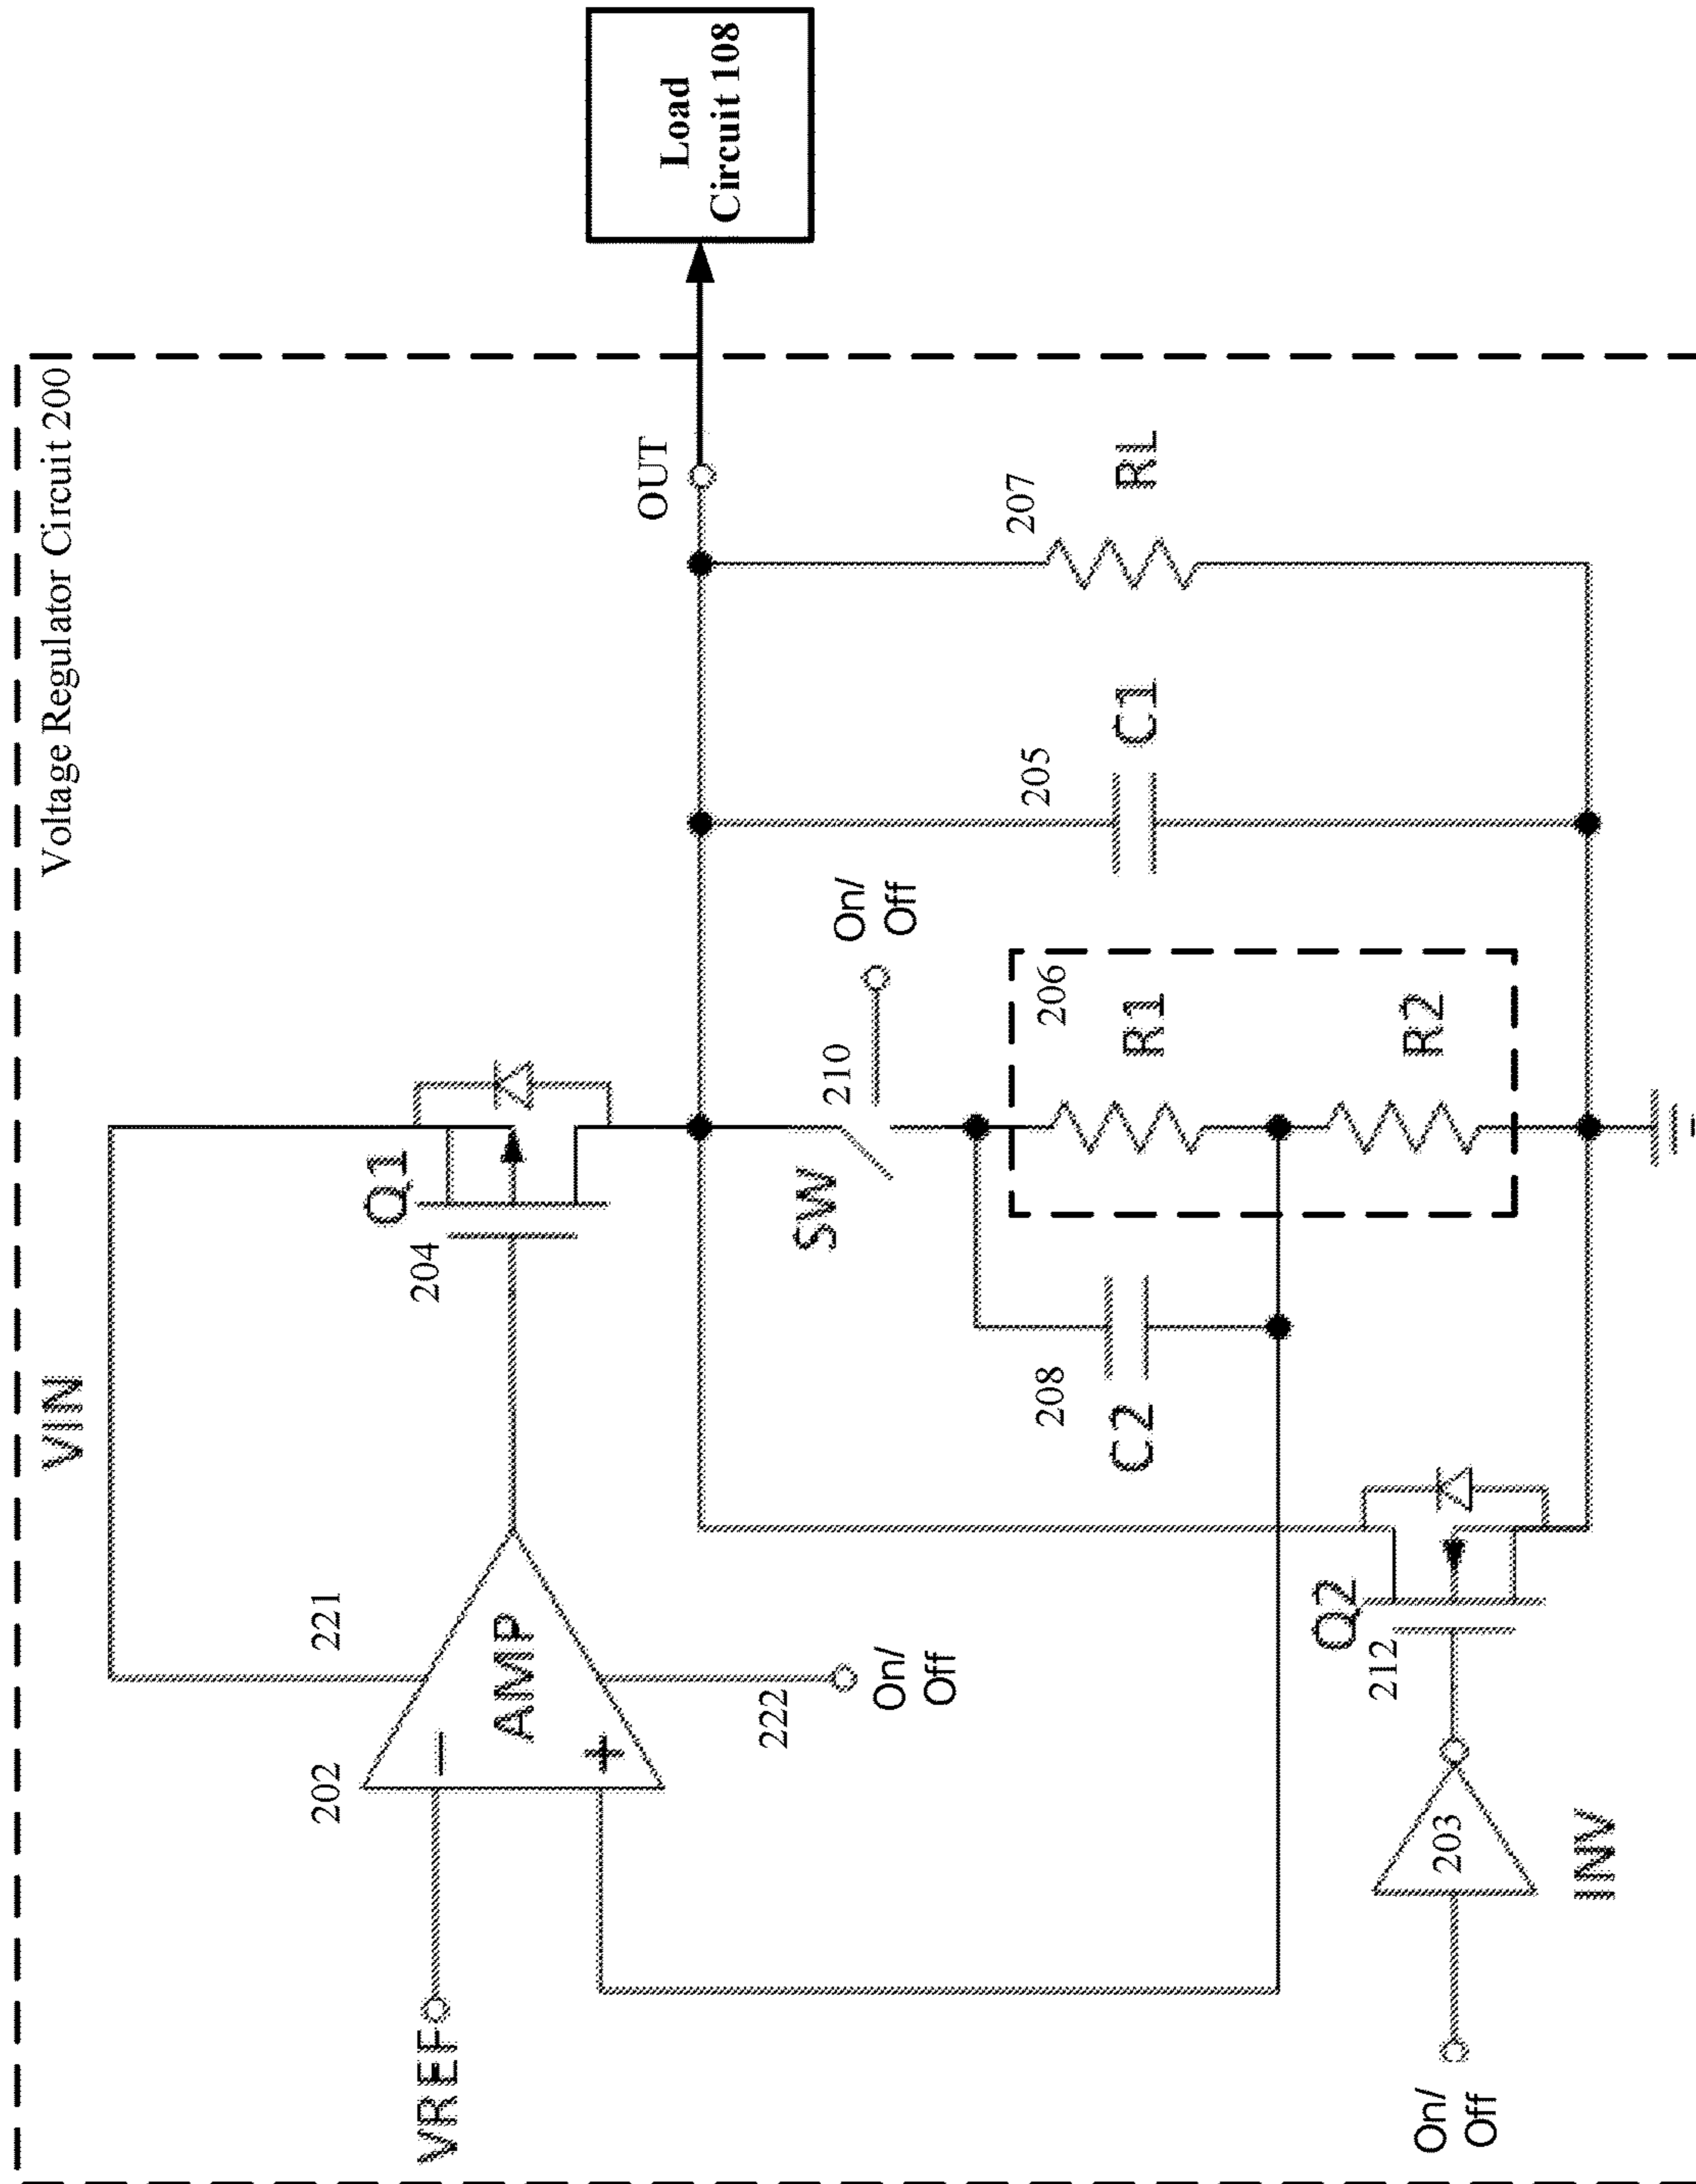 Voltage Regulator Circuit 200
VIN
221
202
VREF
AMP
−
+
222
On/
Off
Q1
204
OUT
Load
Circuit 108
SW
210
On/
Off
208
C2
206
R1
R2
205
C1
207
RL
Q2
212
203
INV
On/
Off